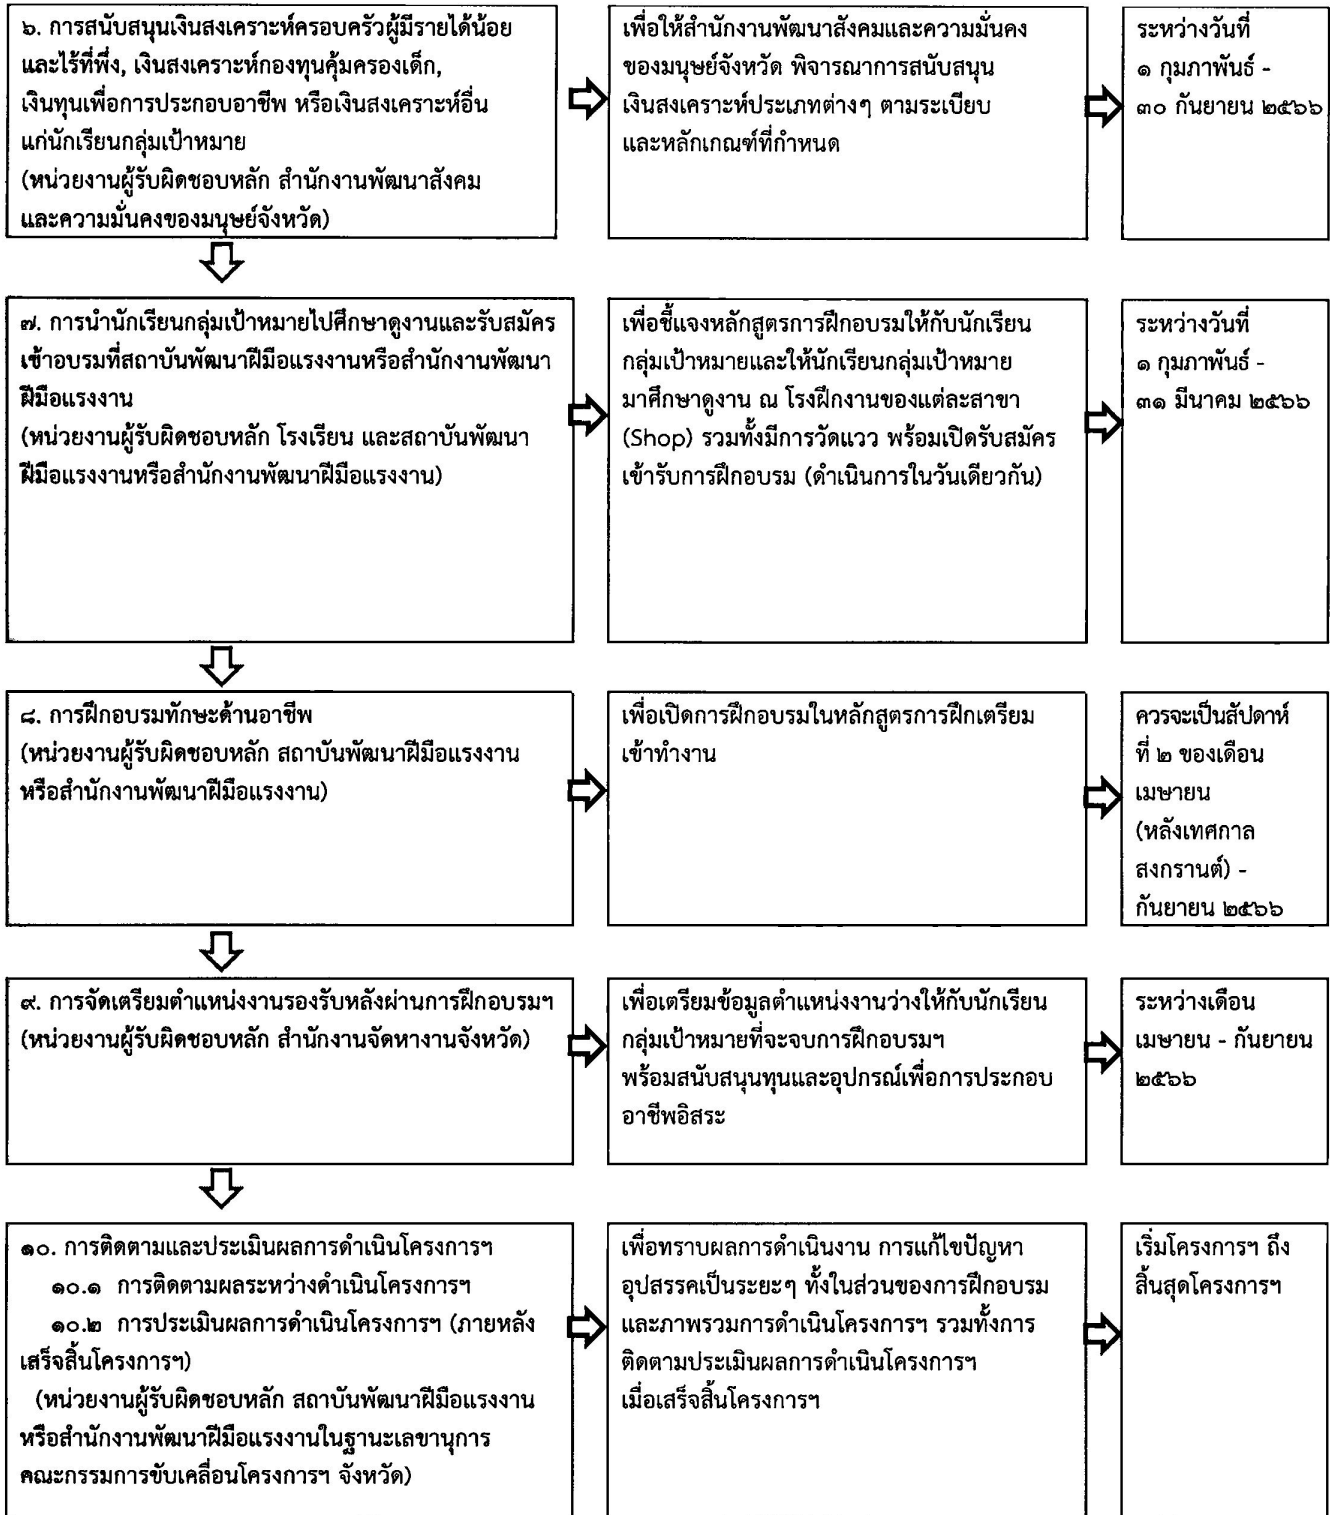 ๖. การสนับสนุนเงินสงเคราะห์ครอบครัวผู้มีรายได้น้อย
และไร้ที่พึ่ง, เงินสงเคราะห์กองทุนคุ้มครองเด็ก,
เงินทุนเพื่อการประกอบอาชีพ หรือเงินสงเคราะห์อื่น
แก่นักเรียนกลุ่มเป้าหมาย
(หน่วยงานผู้รับผิดชอบหลัก สำนักงานพัฒนาสังคม
และความมั่นคงของมนุษย์จังหวัด)
เพื่อให้สำนักงานพัฒนาสังคมและความมั่นคง
ของมนุษย์จังหวัด พิจารณาการสนับสนุน
เงินสงเคราะห์ประเภทต่างๆ ตามระเบียบ
และหลักเกณฑ์ที่กำหนด
ระหว่างวันที่
๑ กุมภาพันธ์ -
๓๐ กันยายน ๒๕๖๖
๗. การนำนักเรียนกลุ่มเป้าหมายไปศึกษาดูงานและรับสมัคร
เข้าอบรมที่สถาบันพัฒนาฝีมือแรงงานหรือสำนักงานพัฒนา
ฝีมือแรงงาน
(หน่วยงานผู้รับผิดชอบหลัก โรงเรียน และสถาบันพัฒนา
ฝีมือแรงงานหรือสำนักงานพัฒนาฝีมือแรงงาน)
เพื่อชี้แจงหลักสูตรการฝึกอบรมให้กับนักเรียน
กลุ่มเป้าหมายและให้นักเรียนกลุ่มเป้าหมาย
มาศึกษาดูงาน ณ โรงฝึกงานของแต่ละสาขา
(Shop) รวมทั้งมีการวัดแวว พร้อมเปิดรับสมัคร
เข้ารับการฝึกอบรม (ดำเนินการในวันเดียวกัน)
ระหว่างวันที่
๑ กุมภาพันธ์ -
๓๑ มีนาคม ๒๕๖๖
๘. การฝึกอบรมทักษะด้านอาชีพ
(หน่วยงานผู้รับผิดชอบหลัก สถาบันพัฒนาฝีมือแรงงาน
หรือสำนักงานพัฒนาฝีมือแรงงาน)
เพื่อเปิดการฝึกอบรมในหลักสูตรการฝึกเตรียม
เข้าทำงาน
ควรจะเป็นสัปดาห์
ที่ ๒ ของเดือน
เมษายน
(หลังเทศกาล
สงกรานต์) -
กันยายน ๒๕๖๖
๙. การจัดเตรียมตำแหน่งงานรองรับหลังผ่านการฝึกอบรมฯ
(หน่วยงานผู้รับผิดชอบหลัก สำนักงานจัดหางานจังหวัด)
เพื่อเตรียมข้อมูลตำแหน่งงานว่างให้กับนักเรียน
กลุ่มเป้าหมายที่จะจบการฝึกอบรมฯ
พร้อมสนับสนุนทุนและอุปกรณ์เพื่อการประกอบ
อาชีพอิสระ
ระหว่างเดือน
เมษายน - กันยายน
๒๕๖๖
๑๐. การติดตามและประเมินผลการดำเนินโครงการฯ
๑๐.๑ การติดตามผลระหว่างดำเนินโครงการฯ
๑๐.๒ การประเมินผลการดำเนินโครงการฯ (ภายหลัง
เสร็จสิ้นโครงการฯ)
(หน่วยงานผู้รับผิดชอบหลัก สถาบันพัฒนาฝีมือแรงงาน
หรือสำนักงานพัฒนาฝีมือแรงงานในฐานะเลขานุการ
คณะกรรมการขับเคลื่อนโครงการฯ จังหวัด)
เพื่อทราบผลการดำเนินงาน การแก้ไขปัญหา
อุปสรรคเป็นระยะๆ ทั้งในส่วนของการฝึกอบรม
และภาพรวมการดำเนินโครงการฯ รวมทั้งการ
ติดตามประเมินผลการดำเนินโครงการฯ
เมื่อเสร็จสิ้นโครงการฯ
เริ่มโครงการฯ ถึง
สิ้นสุดโครงการฯ